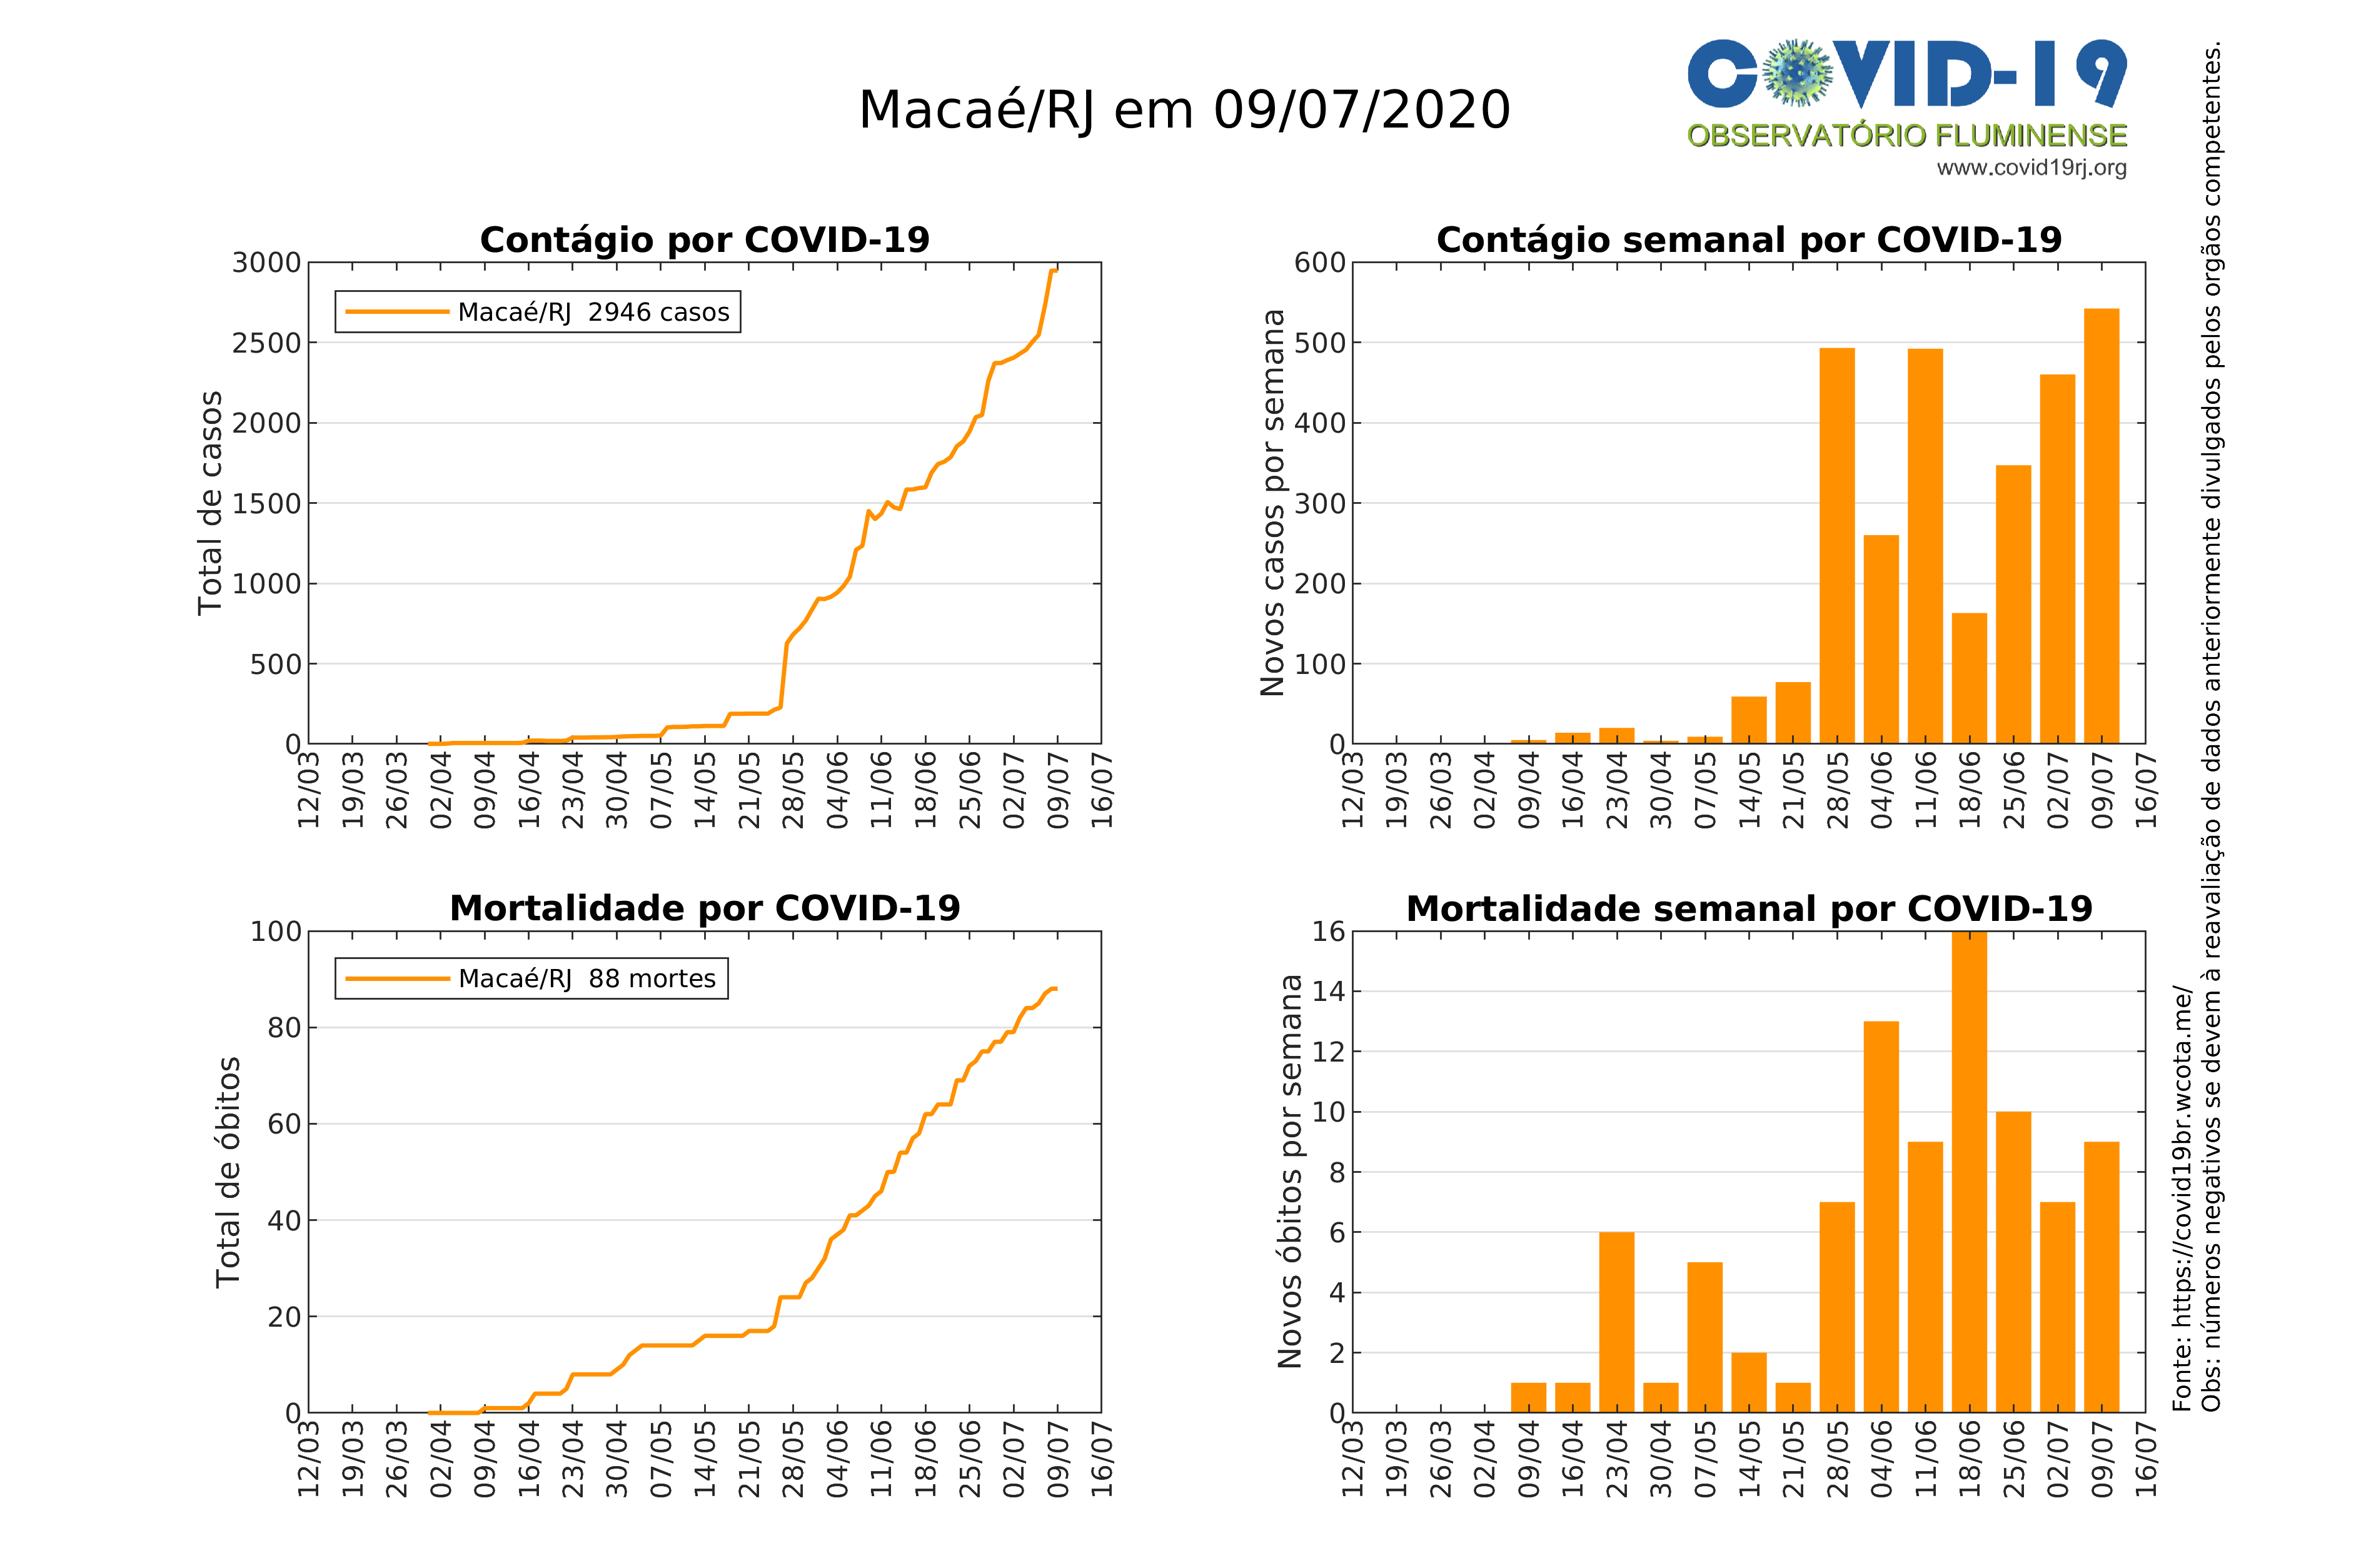 Macaé/RJ em 09/07/2020
COVID-19
OBSERVATÓRIO FLUMINENSE
www.covid19rj.org
Contágio por COVID-19
Total de casos
3000
2500
2000
1500
1000
500
0
Macaé/RJ 2946 casos
12/03 19/03 26/03 02/04 09/04 16/04 23/04 30/04 07/05 14/05 21/05 28/05 04/06 11/06 18/06 25/06 02/07 09/07 16/07
Contágio semanal por COVID-19
Novos casos por semana
600
500
400
300
200
100
0
12/03 19/03 26/03 02/04 09/04 16/04 23/04 30/04 07/05 14/05 21/05 28/05 04/06 11/06 18/06 25/06 02/07 09/07 16/07
Mortalidade por COVID-19
Total de óbitos
100
80
60
40
20
0
Macaé/RJ 88 mortes
12/03 19/03 26/03 02/04 09/04 16/04 23/04 30/04 07/05 14/05 21/05 28/05 04/06 11/06 18/06 25/06 02/07 09/07 16/07
Mortalidade semanal por COVID-19
Novos óbitos por semana
16
14
12
10
8
6
4
2
0
12/03 19/03 26/03 02/04 09/04 16/04 23/04 30/04 07/05 14/05 21/05 28/05 04/06 11/06 18/06 25/06 02/07 09/07 16/07
Fonte: https://covid19br.wcota.me/
Obs: números negativos se devem à reavaliação de dados anteriormente divulgados pelos orgãos competentes.